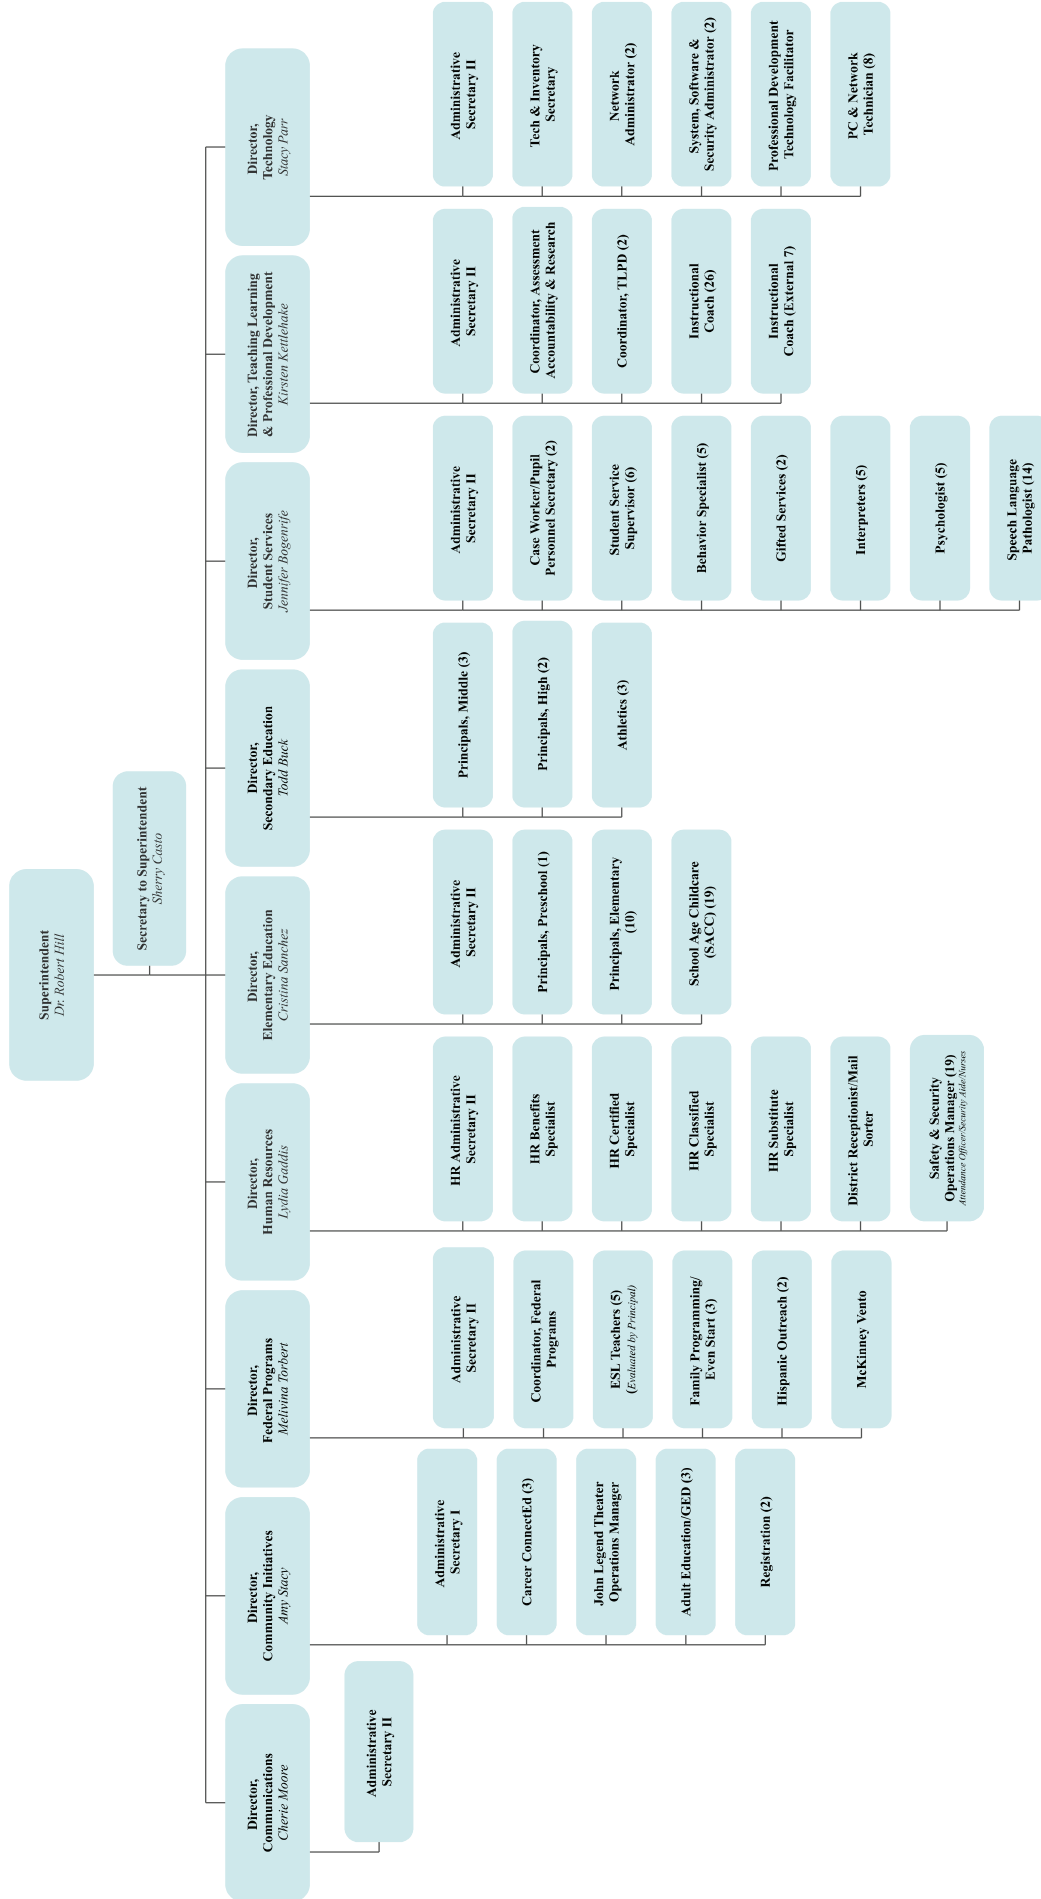 Superintendent
Dr. Robert Hill
Secretary to Superintendent
Sherry Casto
Director,
Communications
Cherie Moore
Administrative
Secretary II
Director,
Community Initiatives
Amy Stacy
Administrative
Secretary I
Career ConnectEd (3)
John Legend Theater
Operations Manager
Adult Education/GED (3)
Registration (2)
Director,
Federal Programs
Melivina Torbert
Administrative
Secretary II
Coordinator, Federal
Programs
ESL Teachers (5)
(Evaluated by Principal)
Family Programming/
Even Start (3)
Hispanic Outreach (2)
McKinney Vento
Director,
Human Resources
Lydia Gaddis
HR Administrative
Secretary II
HR Benefits
Specialist
HR Certified
Specialist
HR Classified
Specialist
HR Substitute
Specialist
District Receptionist/Mail
Sorter
Safety & Security
Operations Manager (19)
Attendance Officer/Security Aide/Nurses
Director,
Elementary Education
Cristina Sanchez
Administrative
Secretary II
Principals, Preschool (1)
Principals, Elementary
(10)
School Age Childcare
(SACC) (19)
Director,
Secondary Education
Todd Buck
Principals, Middle (3)
Principals, High (2)
Athletics (3)
Director,
Student Services
Jennifer Bogenrife
Administrative
Secretary II
Case Worker/Pupil
Personnel Secretary (2)
Student Service
Supervisor (6)
Behavior Specialist (5)
Gifted Services (2)
Interpreters (5)
Psychologist (5)
Speech Language
Pathologist (14)
Director, Teaching Learning
& Professional Development
Kirsten Kettlehake
Administrative
Secretary II
Coordinator, Assessment
Accountability & Research
Coordinator, TLPD (2)
Instructional
Coach (26)
Instructional
Coach (External 7)
Director,
Technology
Stacy Parr
Administrative
Secretary II
Tech & Inventory
Secretary
Network
Administrator (2)
System, Software &
Security Administrator (2)
Professional Development
Technology Facilitator
PC & Network
Technician (8)